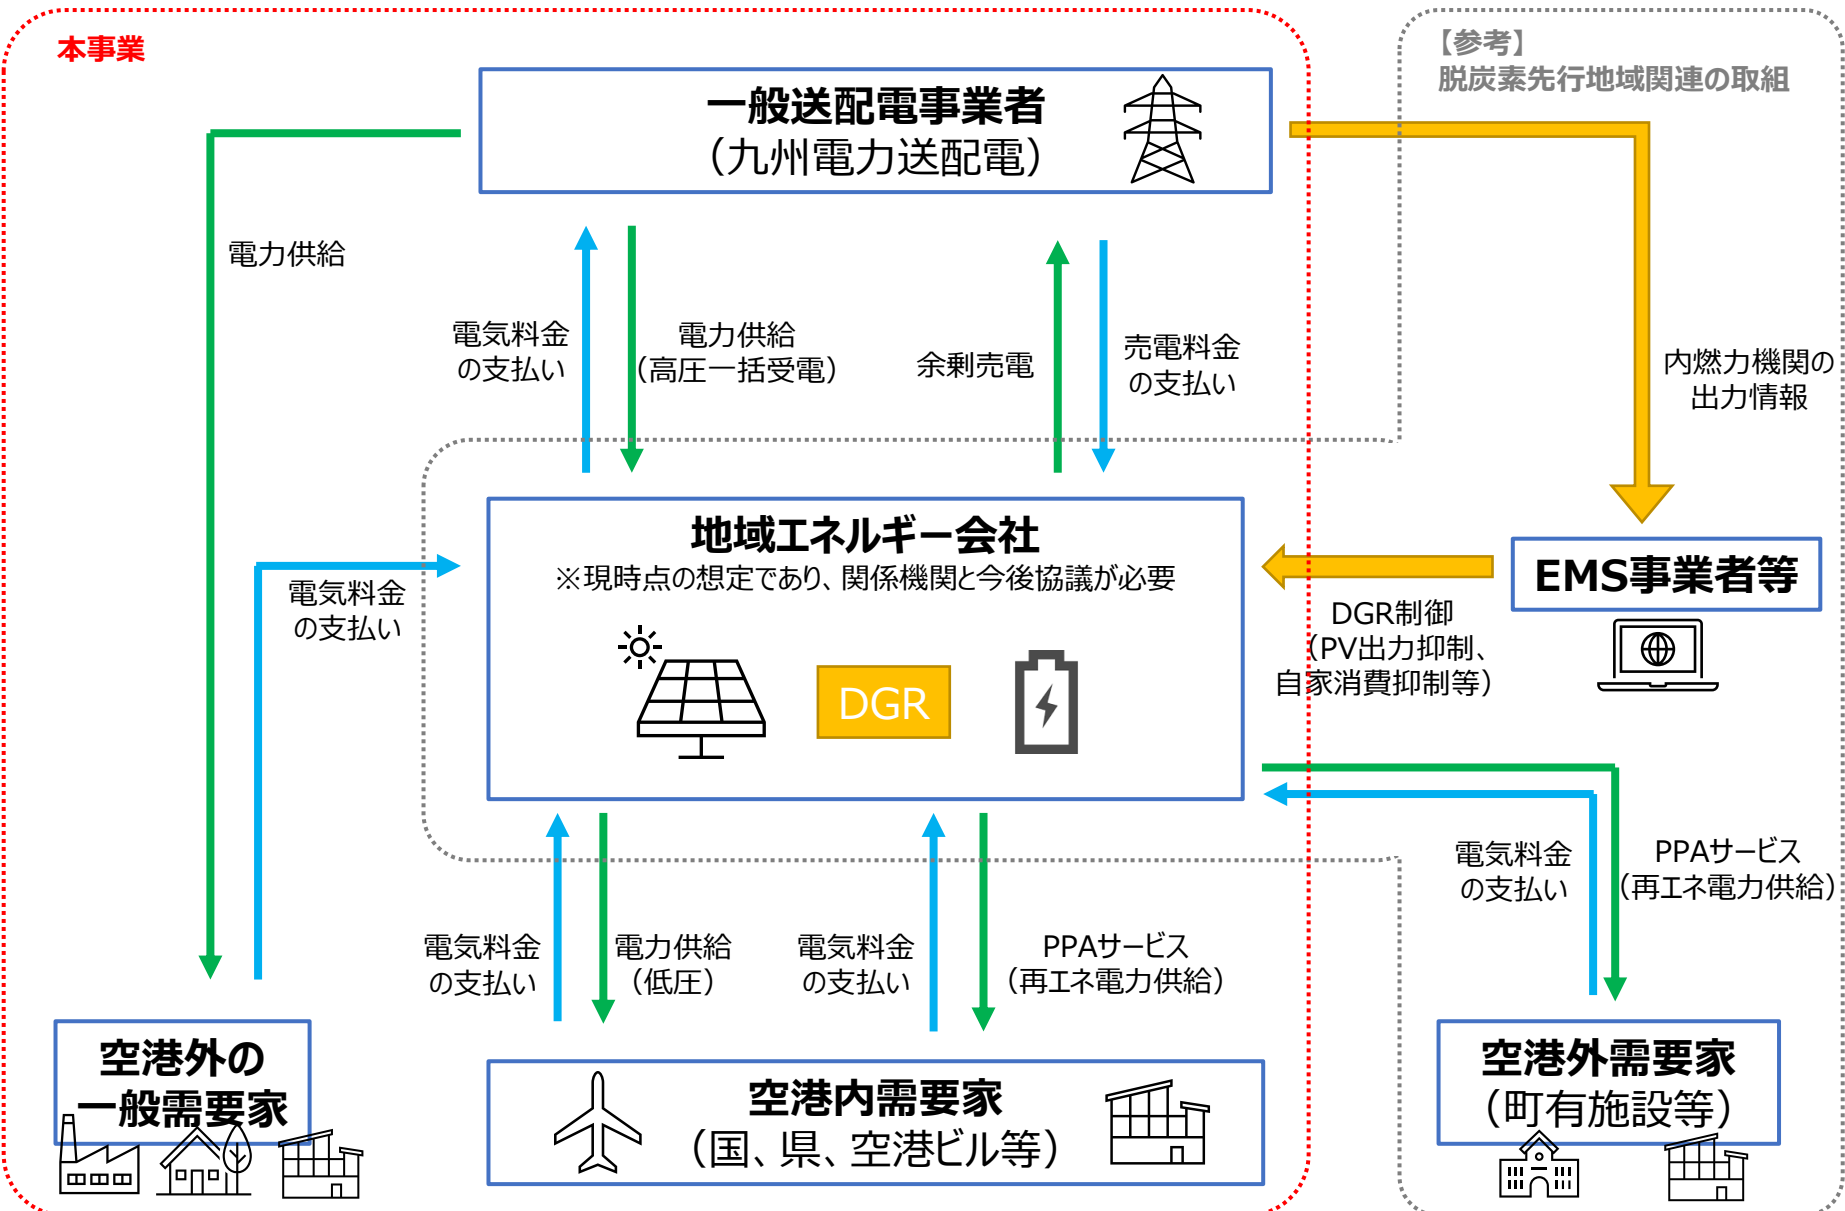 本事業
【参考】
脱炭素先行地域関連の取組
一般送配電事業者
（九州電力送配電）
電力供給
電気料金
の支払い
電力供給
（高圧一括受電）
余剰売電
売電料金
の支払い
内燃力機関の
出力情報
地域エネルギー会社
※現時点の想定であり、関係機関と今後協議が必要
DGR
EMS事業者等
DGR制御
（PV出力抑制、
自家消費抑制等）
電気料金
の支払い
電気料金
の支払い
電力供給
（低圧）
電気料金
の支払い
PPAサービス
（再エネ電力供給）
電気料金
の支払い
PPAサービス
（再エネ電力供給）
空港外の
一般需要家
空港内需要家
（国、県、空港ビル等）
空港外需要家
（町有施設等）